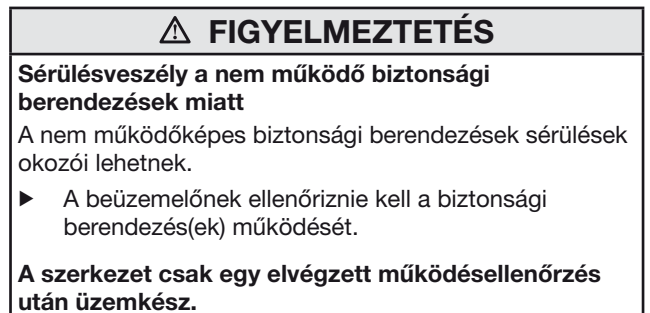 ⚠ FIGYELMEZTETÉS
Sérülésveszély a nem működő biztonsági
berendezések miatt
A nem működőképes biztonsági berendezések sérülések
okozói lehetnek.
▶ A beüzemelőnek ellenőriznie kell a biztonsági
berendezés(ek) működését.
A szerkezet csak egy elvégzett működésellenőrzés
után üzemkész.